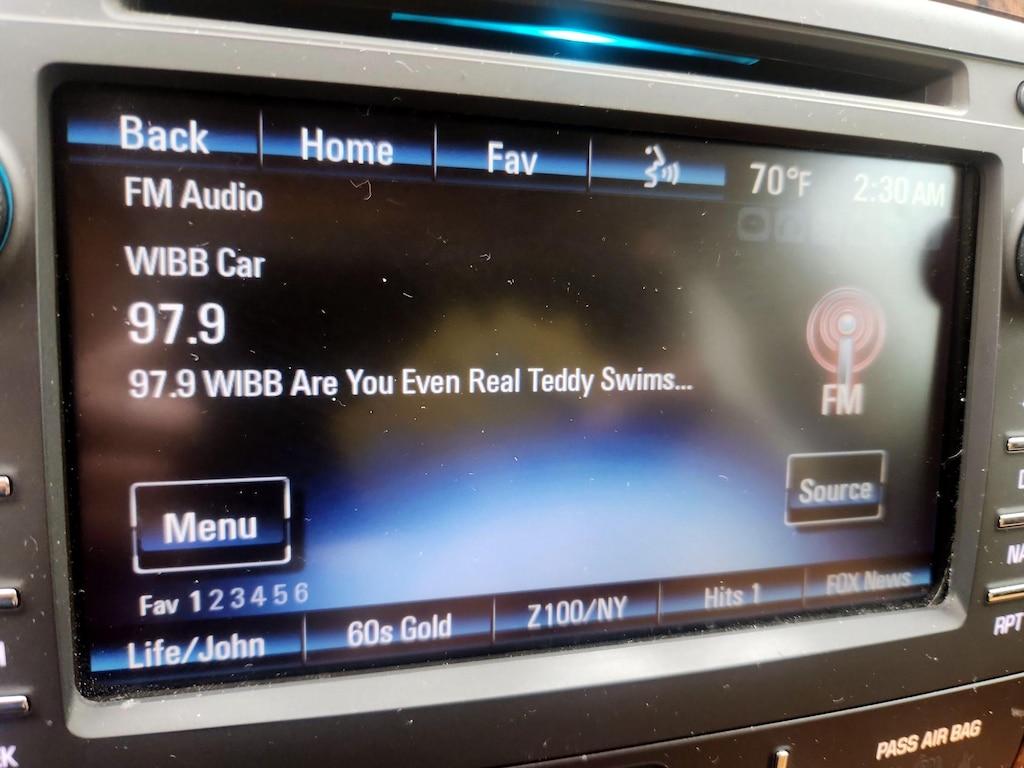 Back Home Fav 70°F 2:30 AM
FM Audio
WIBB Car
97.9
97.9 WIBB Are You Even Real Teddy Swims...
FM
Menu Source
Fav 1 2 3 4 5 6
Life/John 60s Gold Z100/NY Hits 1 FOX News
RPT
PASS AIR BAG